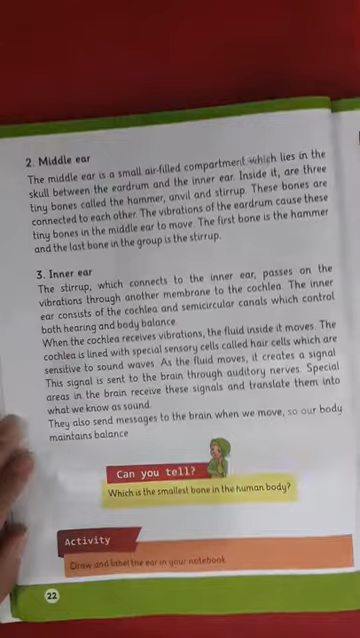 2. Middle ear
The middle ear is a small air-filled compartment which lies in the
skull between the eardrum and the inner ear. Inside it, are three
tiny bones called the hammer, anvil and stirrup. These bones are
connected to each other. The vibrations of the eardrum cause these
tiny bones in the middle ear to move. The first bone is the hammer
and the last bone in the group is the stirrup.
3. Inner ear
The stirrup, which connects to the inner ear, passes on the
vibrations through another membrane to the cochlea. The inner
ear consists of the cochlea and semicircular canals which control
both hearing and body balance.
When the cochlea receives vibrations, the fluid inside it moves. The
cochlea is lined with special sensory cells called hair cells which are
sensitive to sound waves. As the fluid moves, it creates a signal.
This signal is sent to the brain through auditory nerves. Special
areas in the brain receive these signals and translate them into
what we know as sound.
They also send messages to the brain when we move, so our body
maintains balance.
Can you tell?
Which is the smallest bone in the human body?
Activity
Draw and label the ear in your notebook.
22